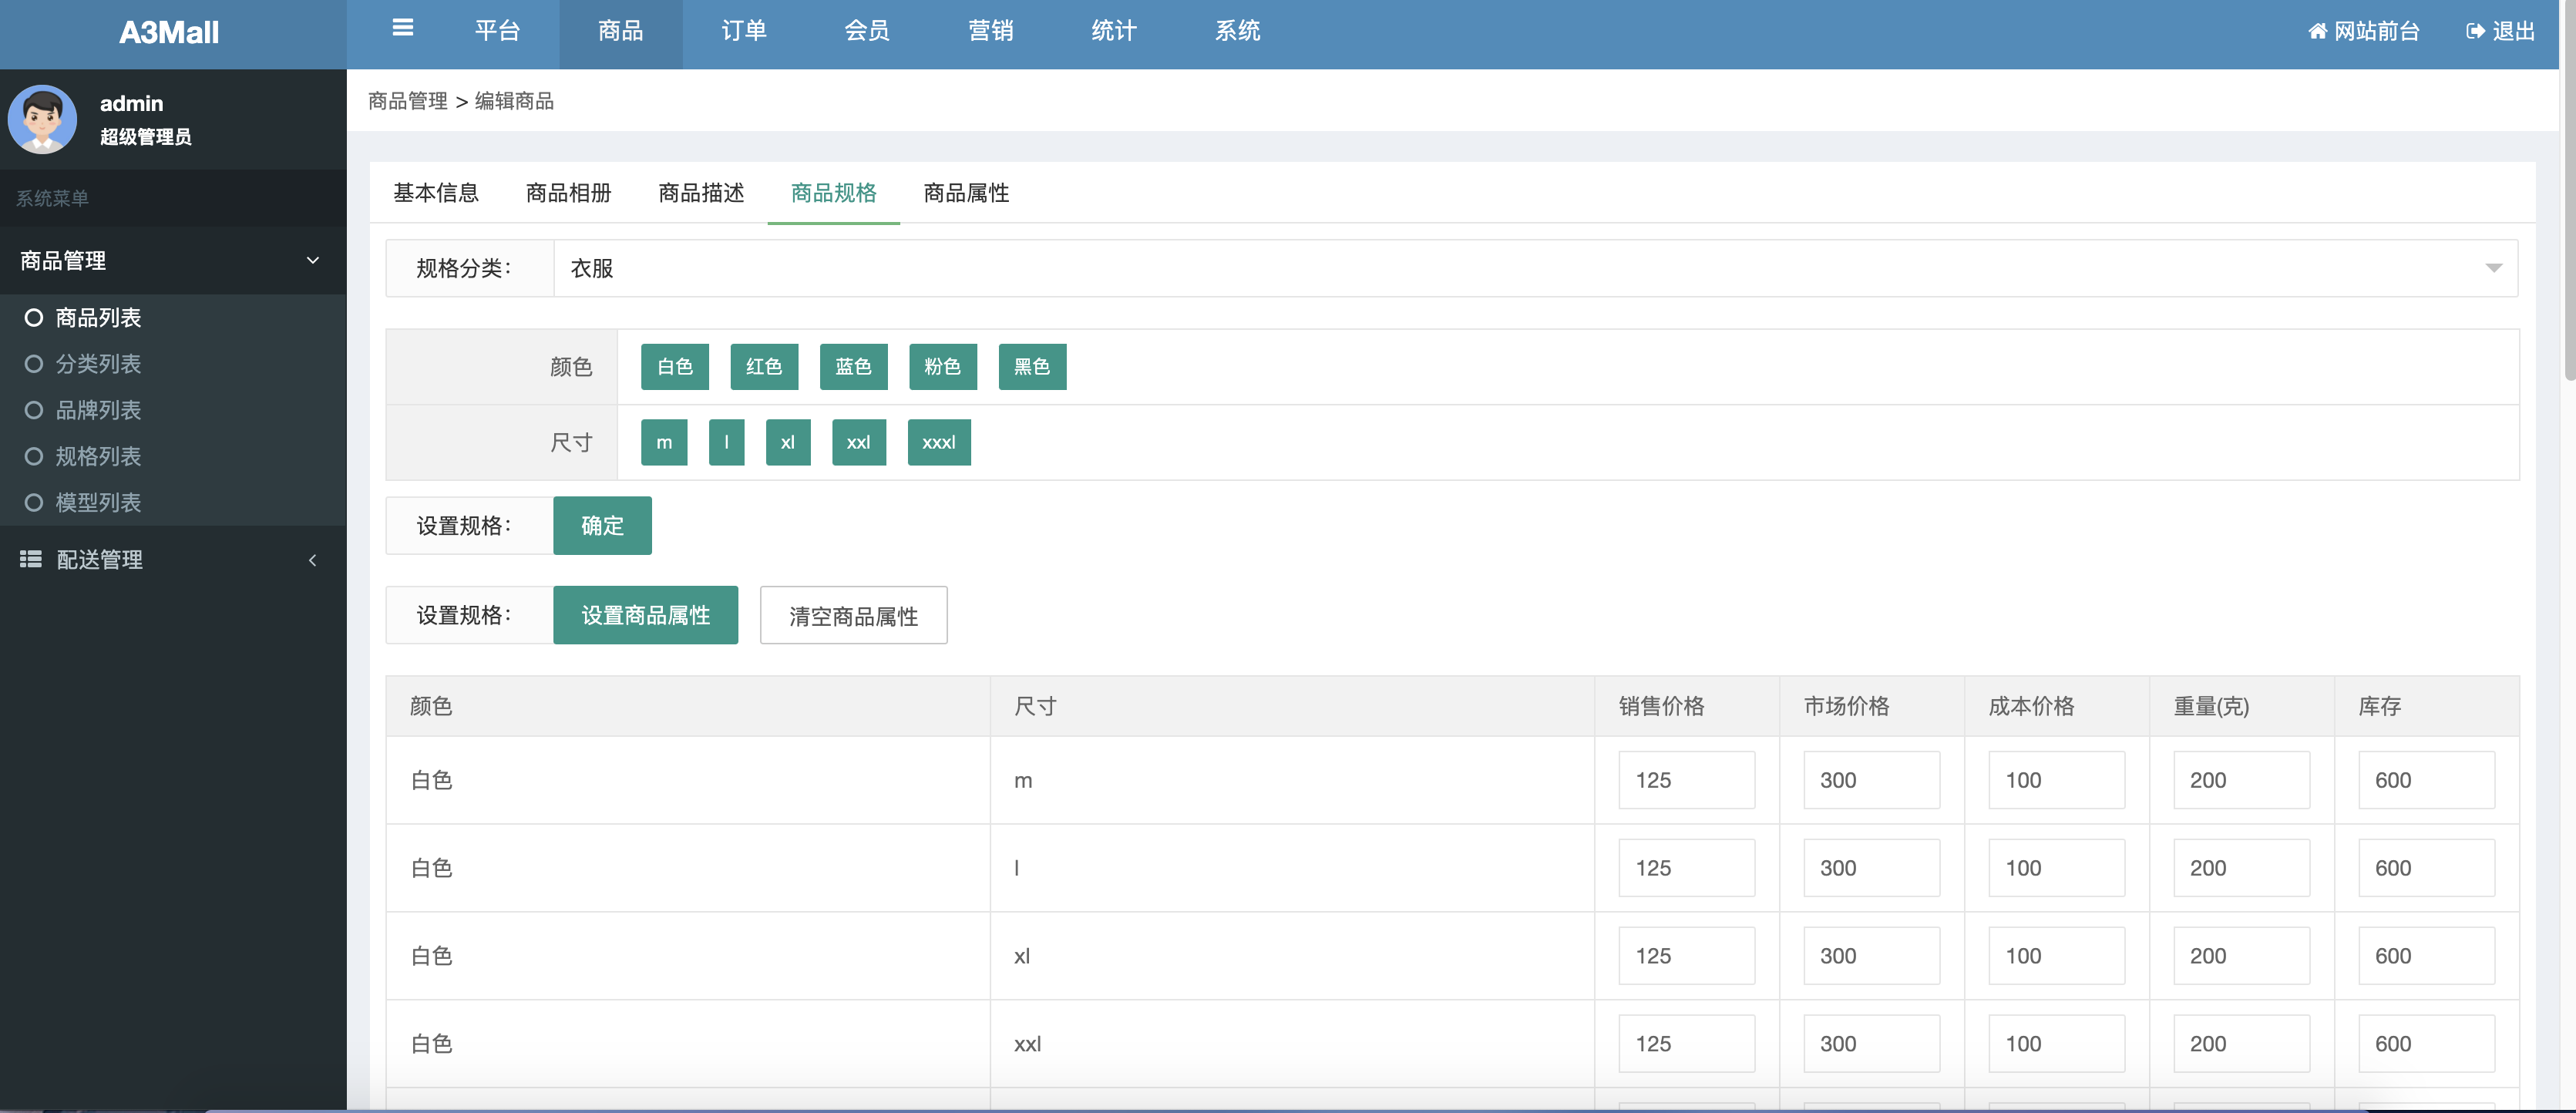 A3Mall
平台 商品 订单 会员 营销 统计 系统 网站前台 退出
admin
超级管理员
系统菜单
商品管理
商品列表
分类列表
品牌列表
规格列表
模型列表
配送管理
商品管理 > 编辑商品
基本信息 商品相册 商品描述 商品规格 商品属性
规格分类： 衣服
颜色 白色 红色 蓝色 粉色 黑色
尺寸 m l xl xxl xxxl
设置规格： 确定
设置规格： 设置商品属性 清空商品属性
颜色 尺寸 销售价格 市场价格 成本价格 重量(克) 库存
白色 m 125 300 100 200 600
白色 l 125 300 100 200 600
白色 xl 125 300 100 200 600
白色 xxl 125 300 100 200 600